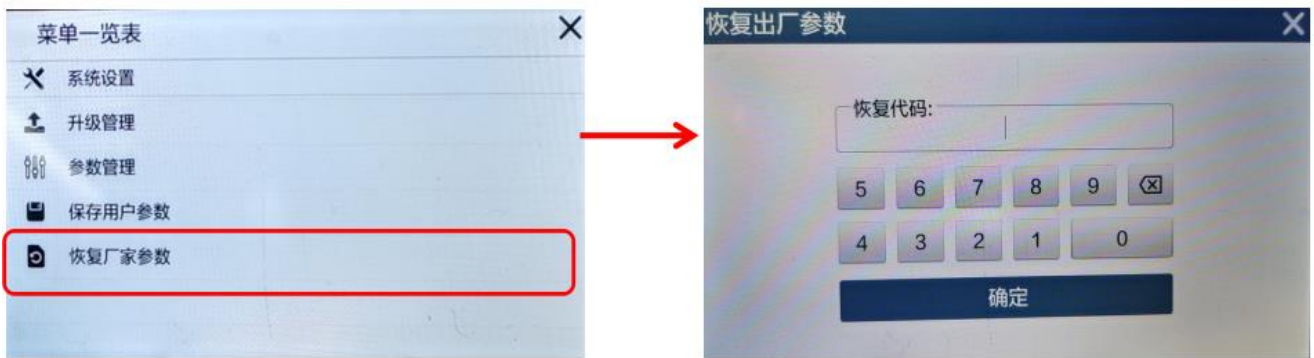 菜单一览表
系统设置
升级管理
参数管理
保存用户参数
恢复厂家参数
恢复出厂参数
恢复代码:
5 6 7 8 9
4 3 2 1 0
确定